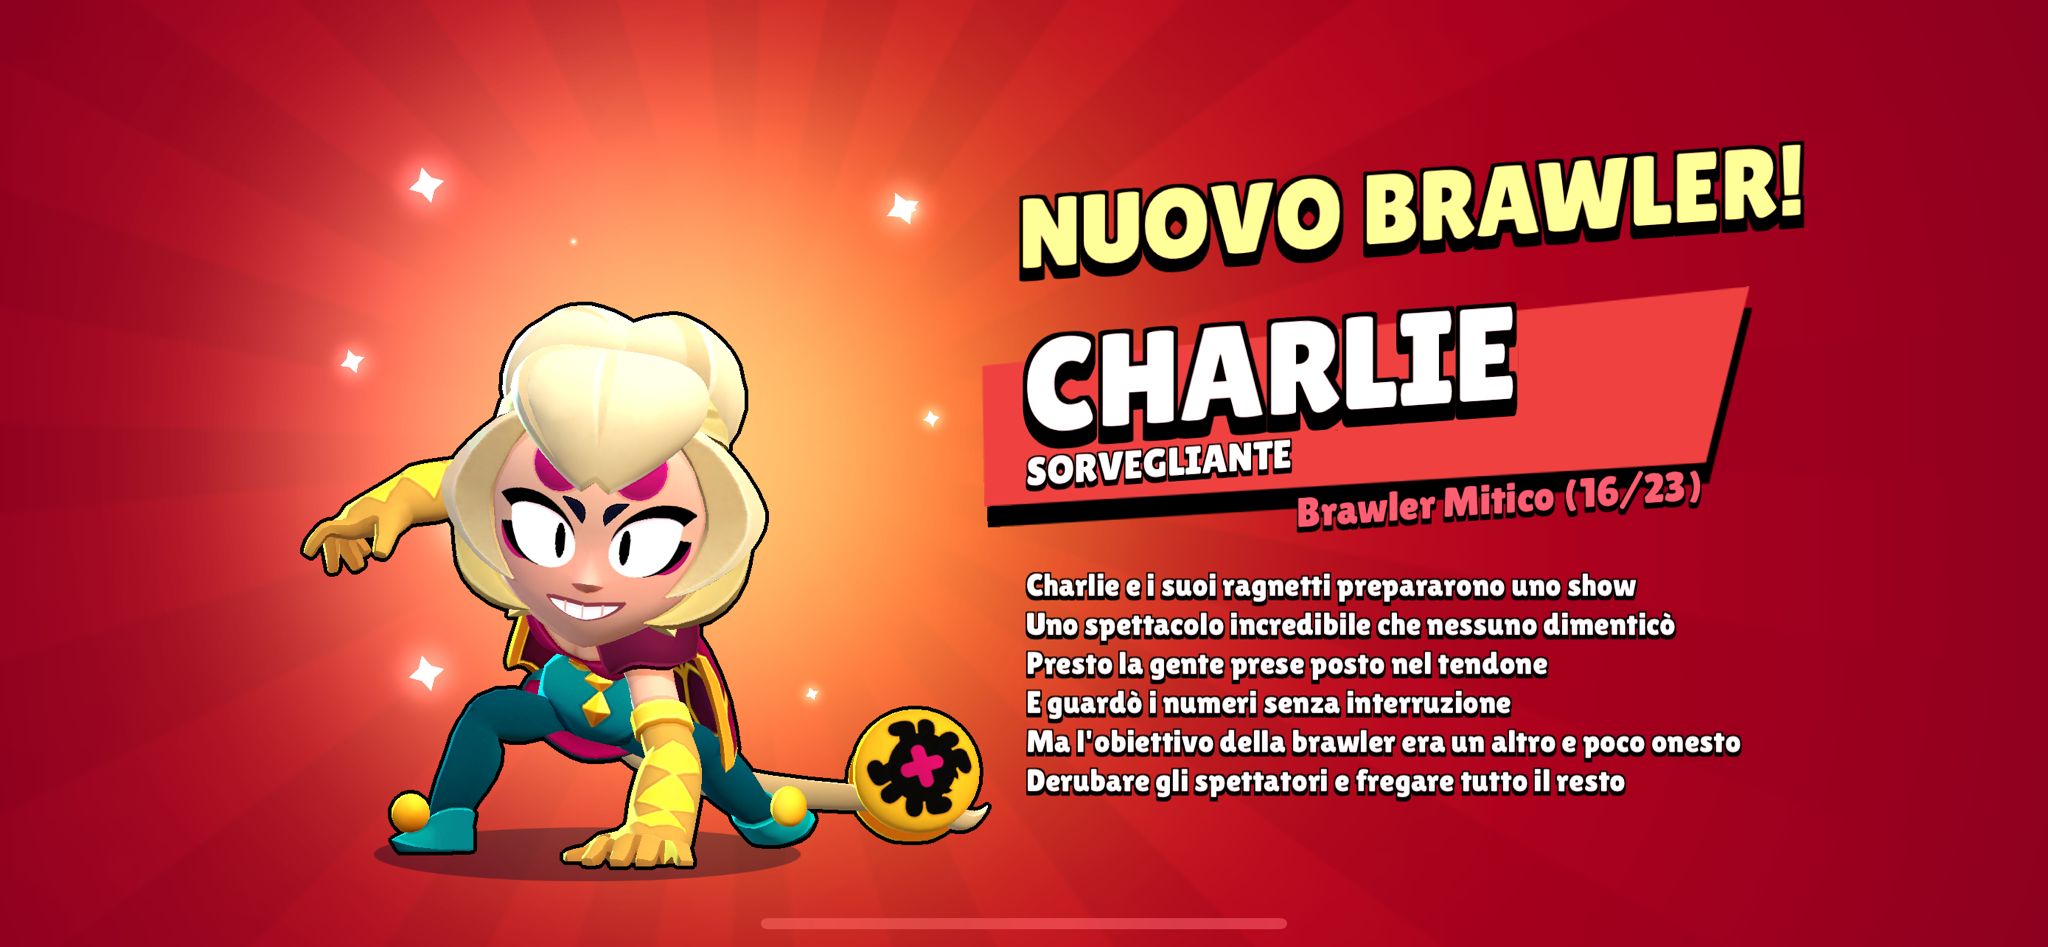 NUOVO BRAWLER!
CHARLIE
SORVEGLIANTE
Brawler Mitico (16/23)
Charlie e i suoi ragnetti prepararono uno show
Uno spettacolo incredibile che nessuno dimenticò
Presto la gente prese posto nel tendone
E guardò i numeri senza interruzione
Ma l'obiettivo della brawler era un altro e poco onesto
Derubare gli spettatori e fregare tutto il resto